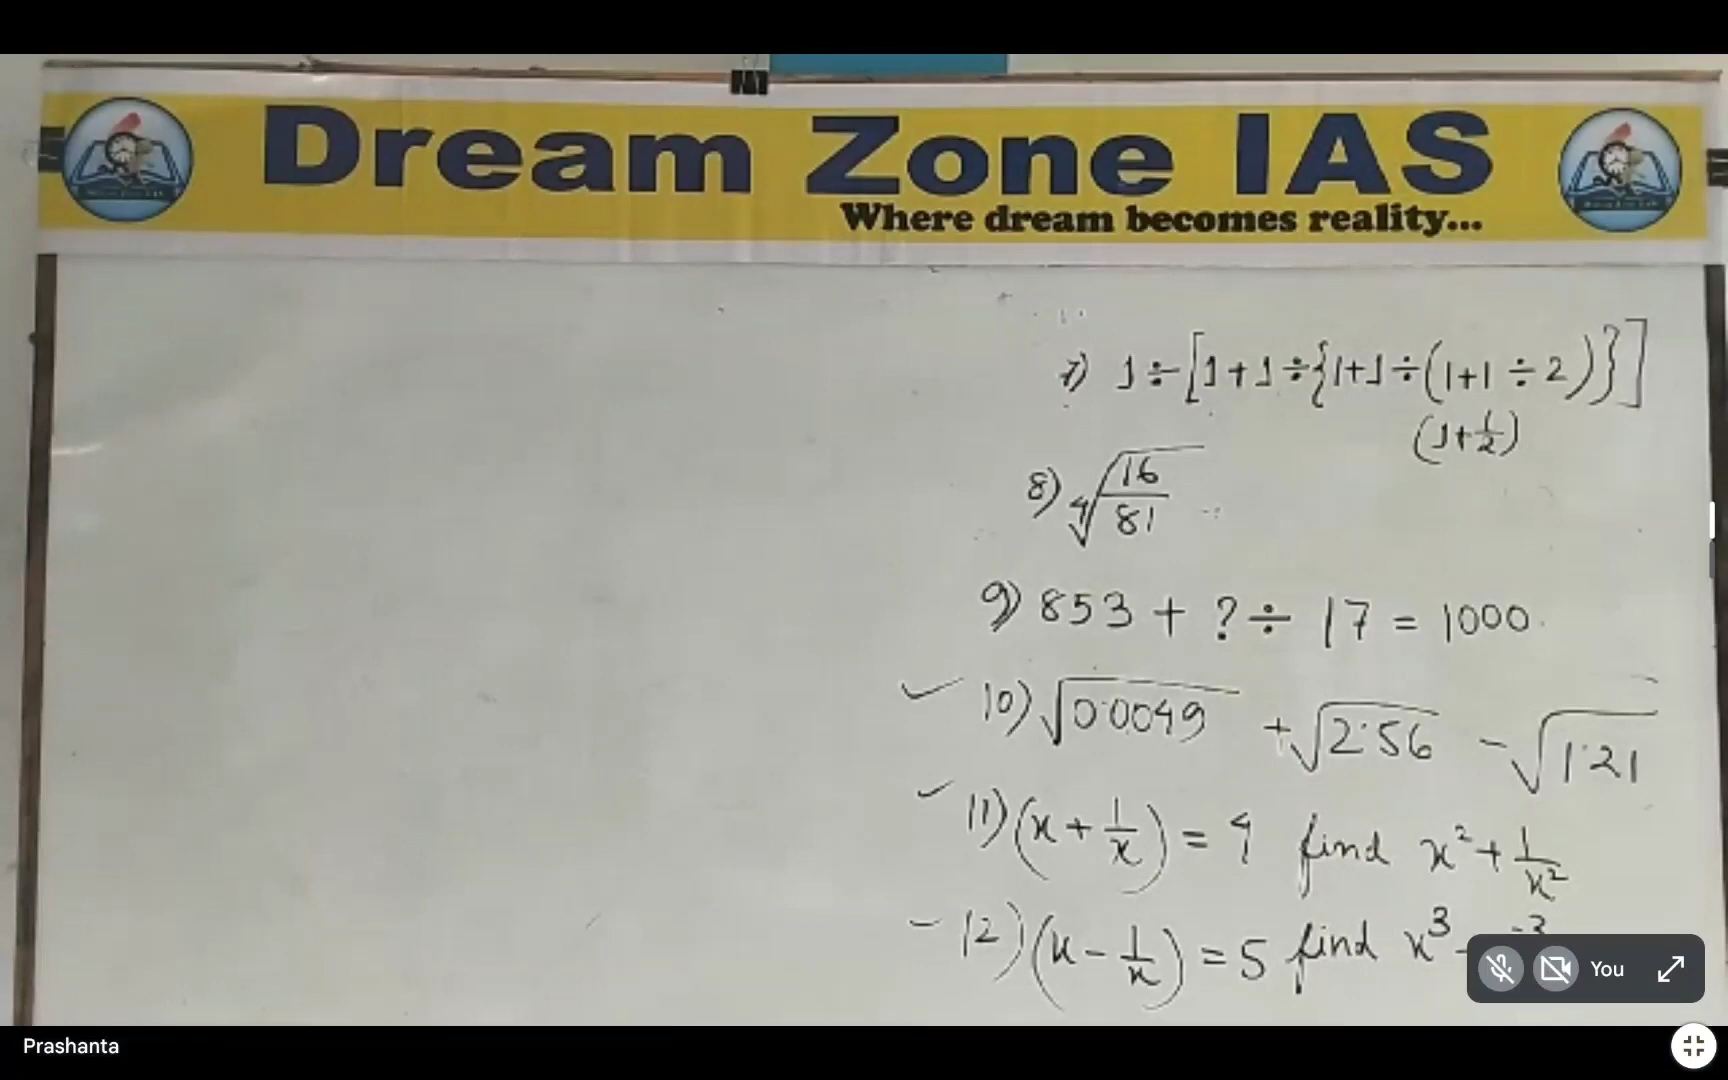 Dream Zone IAS
Where dream becomes reality...
7) 1 ÷ [1 + 1 ÷ {1 + 1 ÷ (1 + 1 ÷ 2)}]
(1 + 1/2)
8) ∜(16/81)
9) 853 + ? ÷ 17 = 1000
10) √0.0049 + √2.56 - √1.21
11) (x + 1/x) = 4 find x² + 1/x²
12) (x - 1/x) = 5 find x³ - x⁻³
You
Prashanta